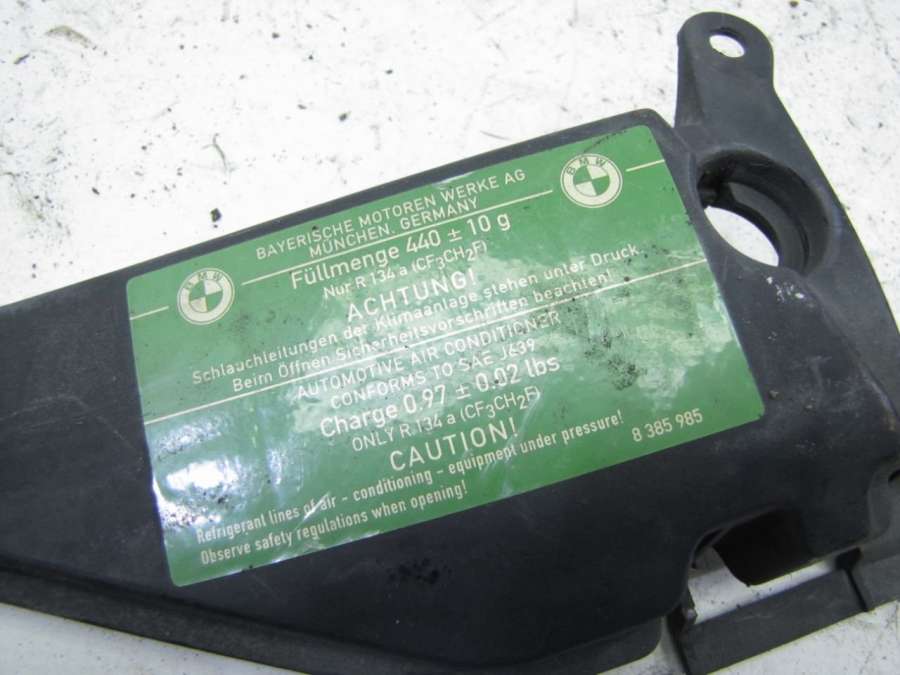 BMW
BAYERISCHE MOTOREN WERKE AG
MÜNCHEN, GERMANY
BMW
Füllmenge 440 ± 10 g
Nur R 134 a (CF3CH2F)
ACHTUNG!
Schlauchleitungen der Klimaanlage stehen unter Druck.
Beim Öffnen Sicherheitsvorschriften beachten!
AUTOMOTIVE AIR CONDITIONER
CONFORMS TO SAE J639
Charge 0.97 ± 0.02 lbs
ONLY R 134 a (CF3CH2F)
CAUTION!
Refrigerant lines of air - conditioning - equipment under pressure!
Observe safety regulations when opening!
8 385 985